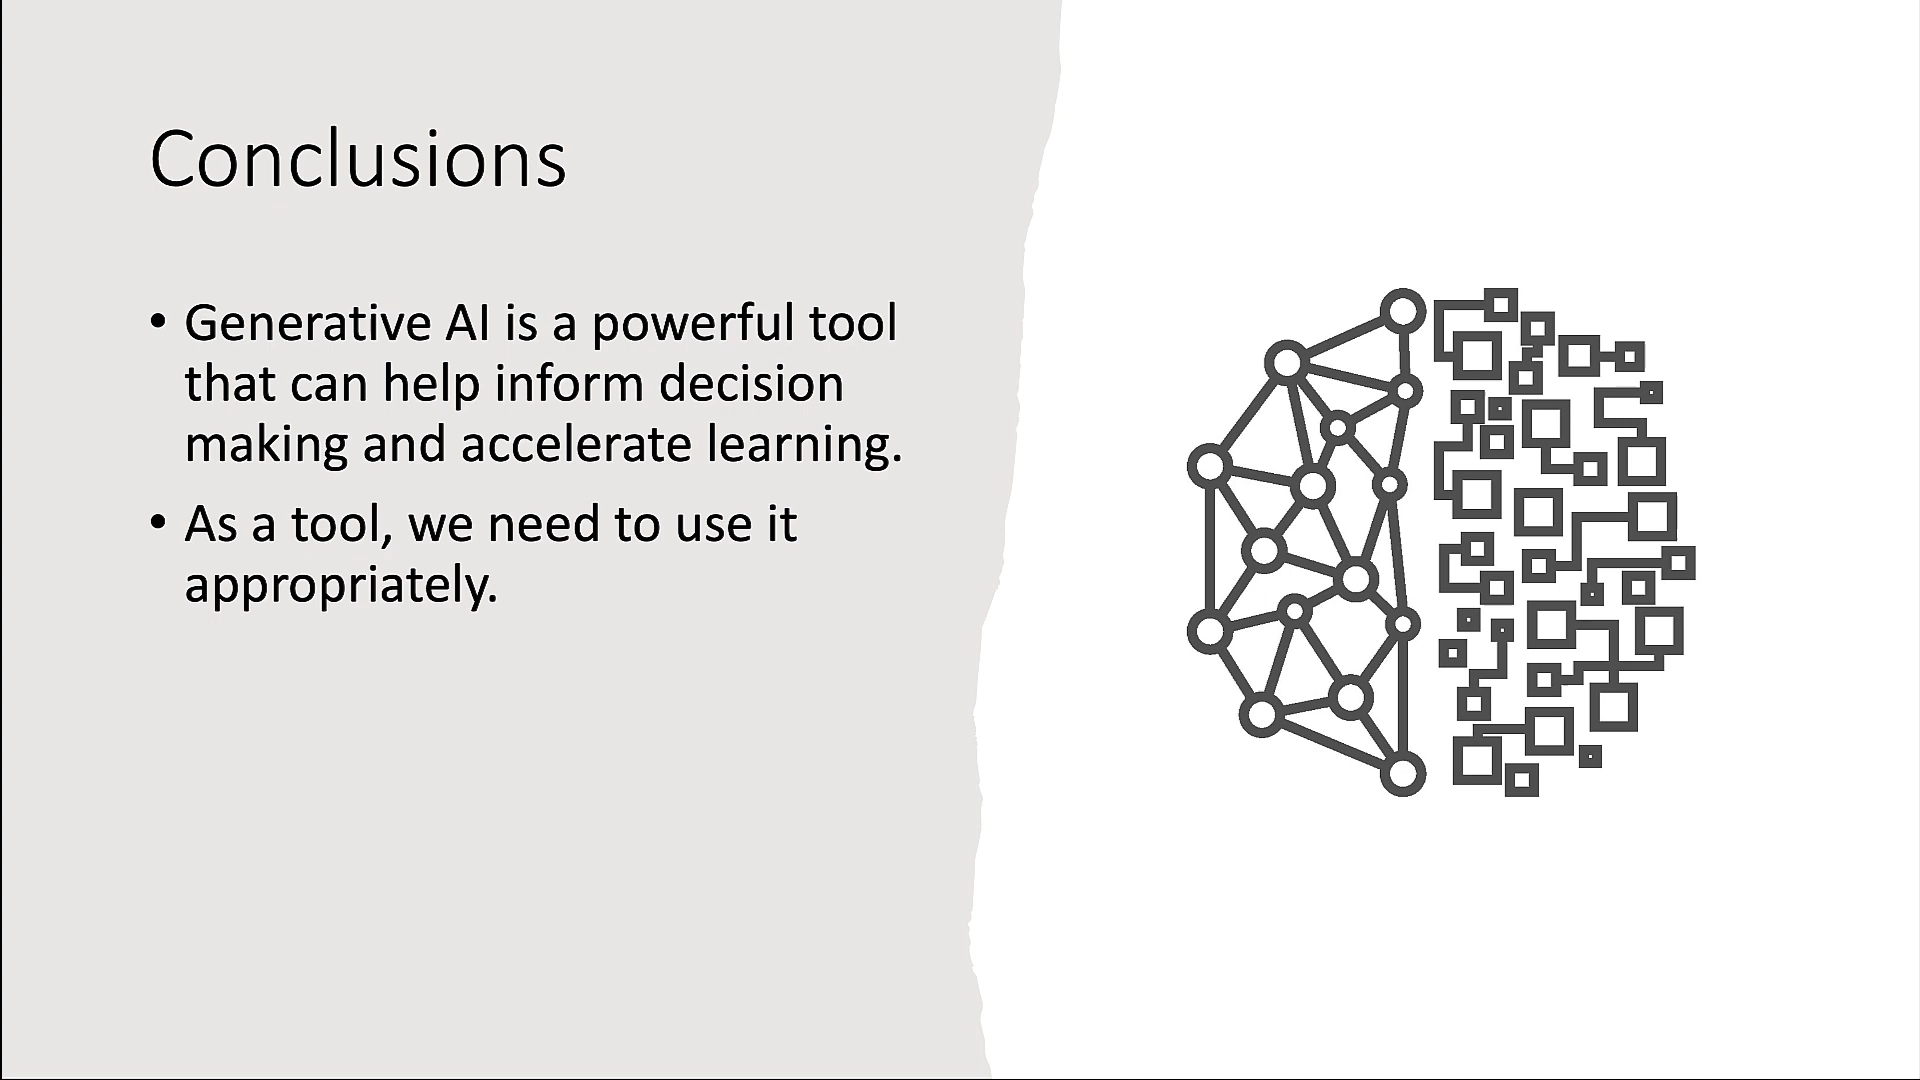 Conclusions
• Generative AI is a powerful tool
that can help inform decision
making and accelerate learning.
• As a tool, we need to use it
appropriately.